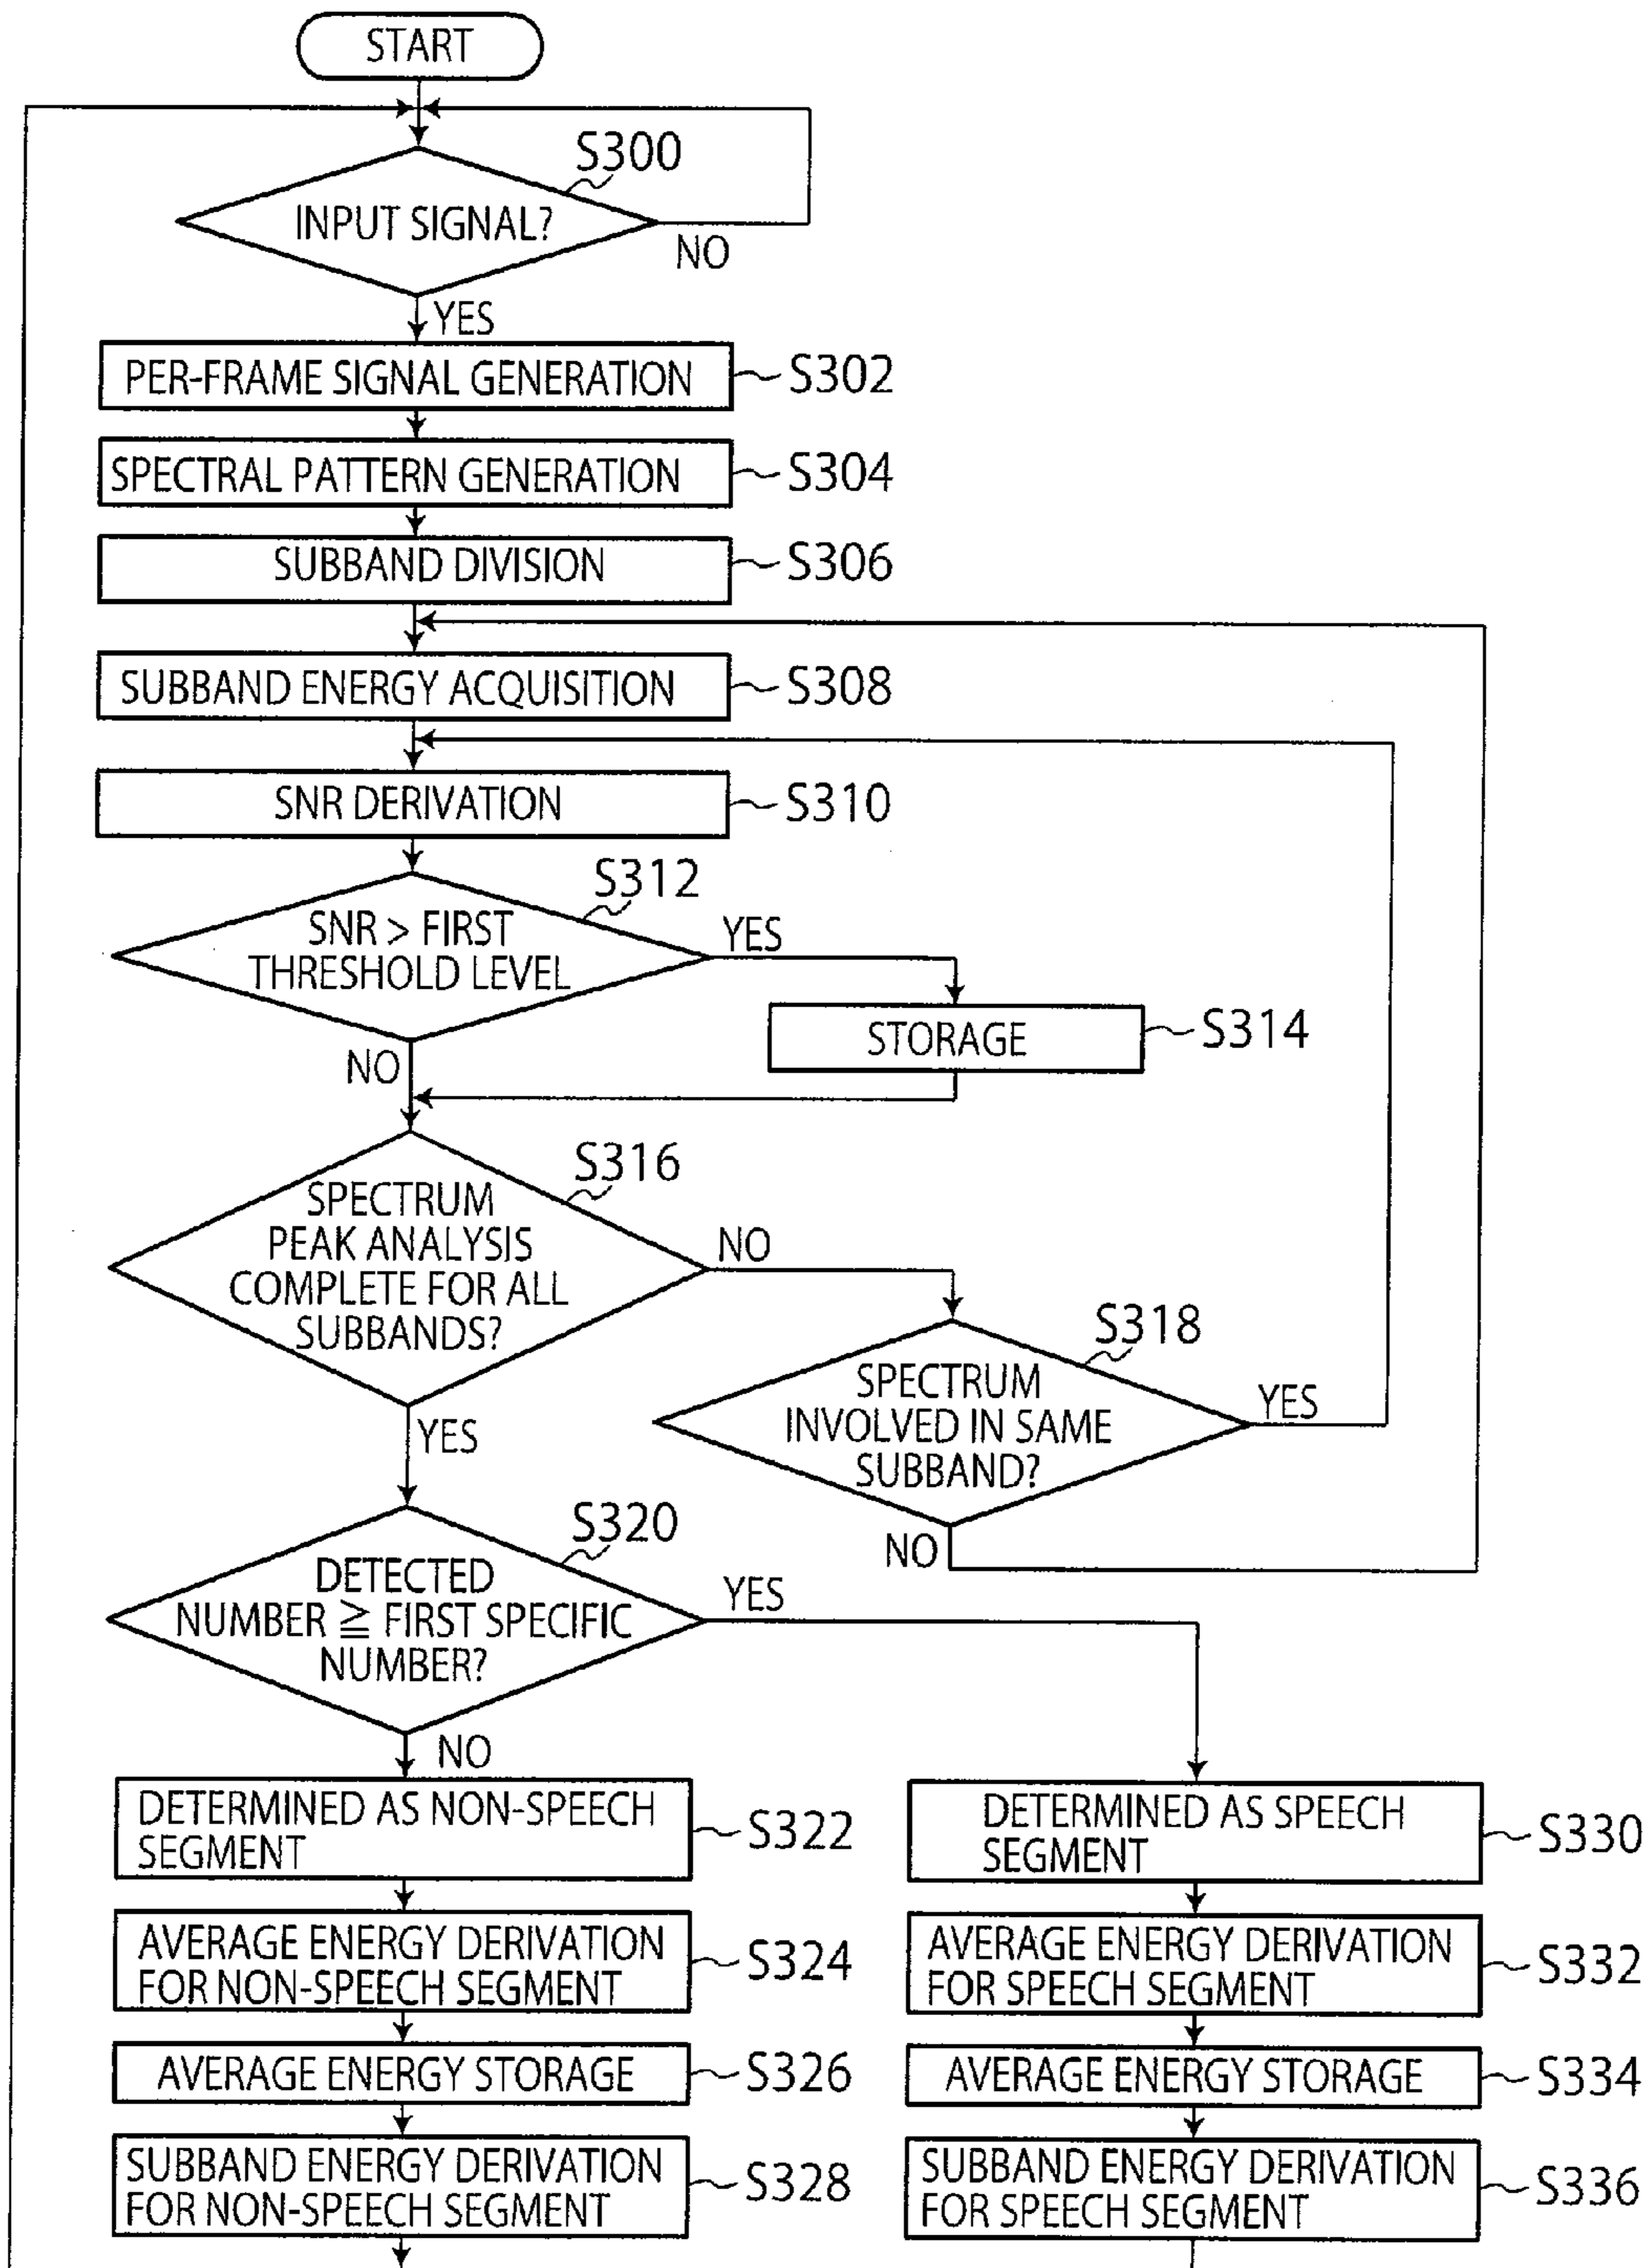 START
S300
INPUT SIGNAL?
NO
YES
PER-FRAME SIGNAL GENERATION
S302
SPECTRAL PATTERN GENERATION
S304
SUBBAND DIVISION
S306
SUBBAND ENERGY ACQUISITION
S308
SNR DERIVATION
S310
S312
SNR > FIRST
THRESHOLD LEVEL
YES
STORAGE
S314
NO
S316
SPECTRUM
PEAK ANALYSIS
COMPLETE FOR ALL
SUBBANDS?
NO
S318
SPECTRUM
INVOLVED IN SAME
SUBBAND?
YES
YES
NO
S320
DETECTED
NUMBER ≧ FIRST SPECIFIC
NUMBER?
YES
NO
DETERMINED AS NON-SPEECH
SEGMENT
S322
DETERMINED AS SPEECH
SEGMENT
S330
AVERAGE ENERGY DERIVATION
FOR NON-SPEECH SEGMENT
S324
AVERAGE ENERGY DERIVATION
FOR SPEECH SEGMENT
S332
AVERAGE ENERGY STORAGE
S326
AVERAGE ENERGY STORAGE
S334
SUBBAND ENERGY DERIVATION
FOR NON-SPEECH SEGMENT
S328
SUBBAND ENERGY DERIVATION
FOR SPEECH SEGMENT
S336